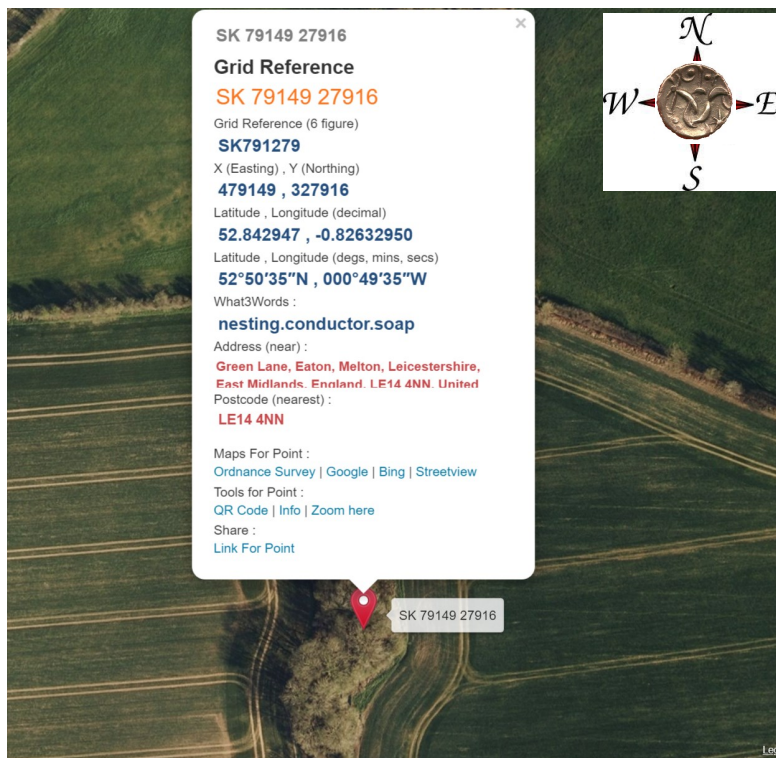 SK 79149 27916
×
Grid Reference
SK 79149 27916
Grid Reference (6 figure)
SK791279
X (Easting) , Y (Northing)
479149 , 327916
Latitude , Longitude (decimal)
52.842947 , -0.82632950
Latitude , Longitude (degs, mins, secs)
52°50′35″N , 000°49′35″W
What3Words :
nesting.conductor.soap
Address (near) :
Green Lane, Eaton, Melton, Leicestershire,
East Midlands, England, LE14 4NN, United
Postcode (nearest) :
LE14 4NN
Maps For Point :
Ordnance Survey | Google | Bing | Streetview
Tools for Point :
QR Code | Info | Zoom here
Share :
Link For Point
SK 79149 27916
N
W
E
S